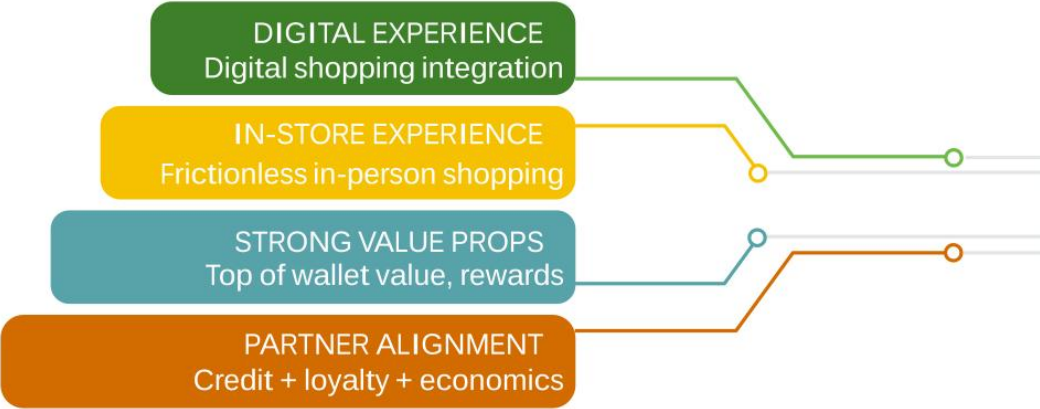 DIGITAL EXPERIENCE
Digital shopping integration
IN-STORE EXPERIENCE
Frictionless in-person shopping
STRONG VALUE PROPS
Top of wallet value, rewards
PARTNER ALIGNMENT
Credit + loyalty + economics